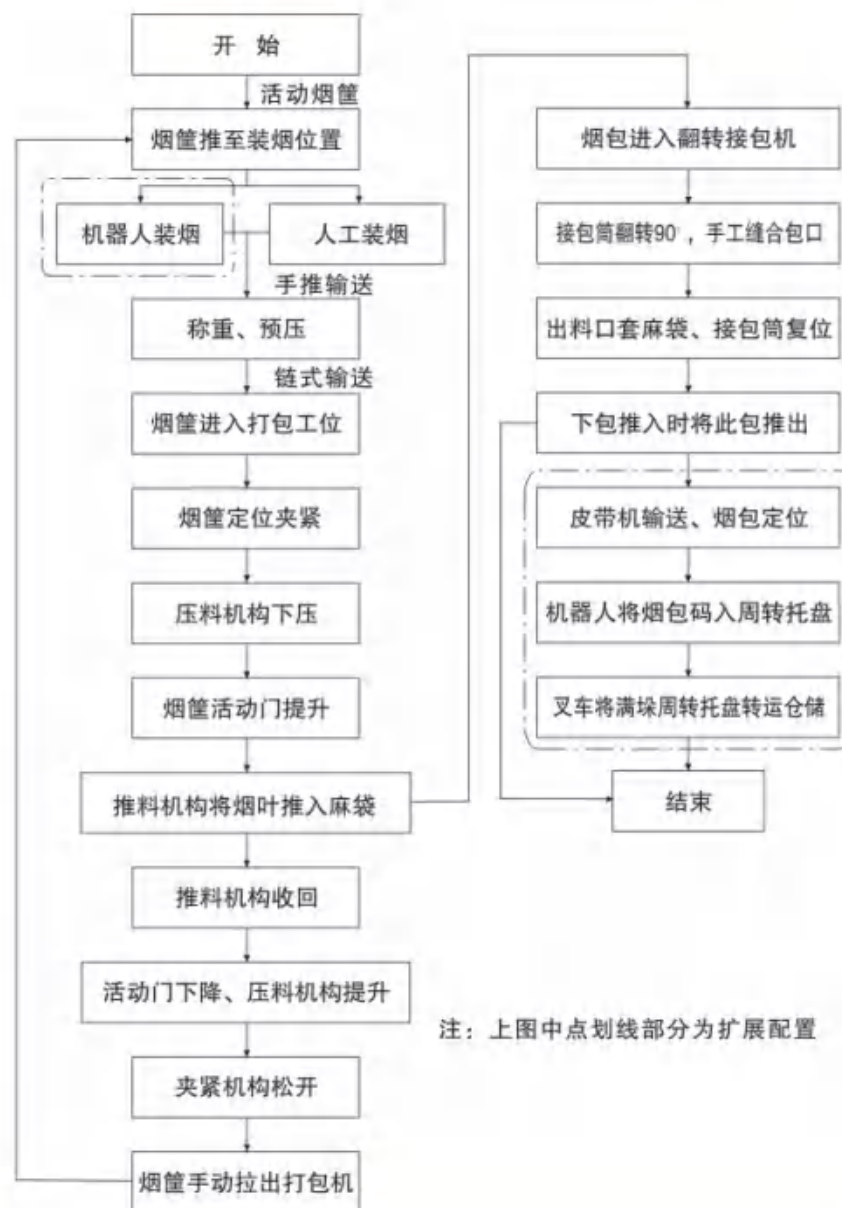 开 始
活动烟筐
烟筐推至装烟位置
机器人装烟
人工装烟
手推输送
称重、预压
链式输送
烟筐进入打包工位
烟筐定位夹紧
压料机构下压
烟筐活动门提升
推料机构将烟叶推入麻袋
推料机构收回
活动门下降、压料机构提升
夹紧机构松开
烟筐手动拉出打包机
烟包进入翻转接包机
接包筒翻转90°，手工缝合包口
出料口套麻袋、接包筒复位
下包推入时将此包推出
皮带机输送、烟包定位
机器人将烟包码入周转托盘
叉车将满垛周转托盘转运仓储
结束
注：上图中点划线部分为扩展配置